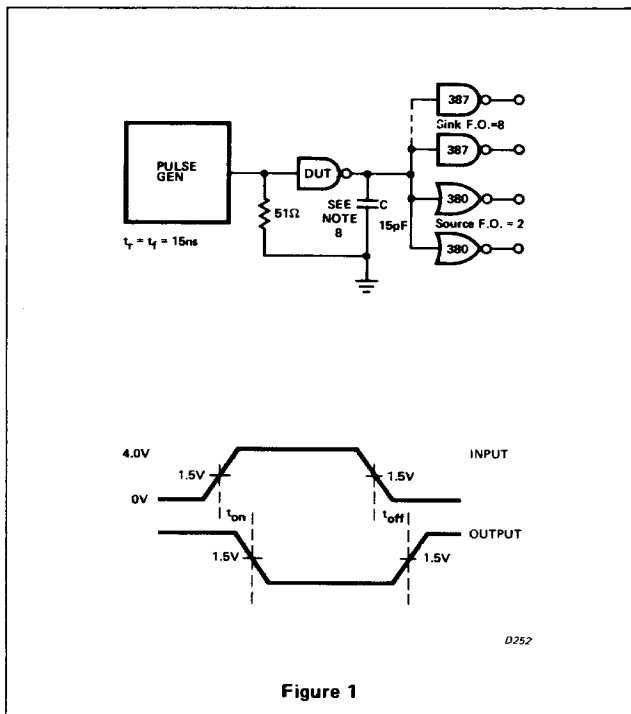 387
Sink F.O.=8
PULSE
GEN
DUT
387
51Ω
SEE
NOTE
8
C
15pF
380
Source F.O. = 2
tr = tf = 15ns
380
4.0V
INPUT
1.5V
1.5V
0V
ton
toff
OUTPUT
1.5V
1.5V
D252
Figure 1